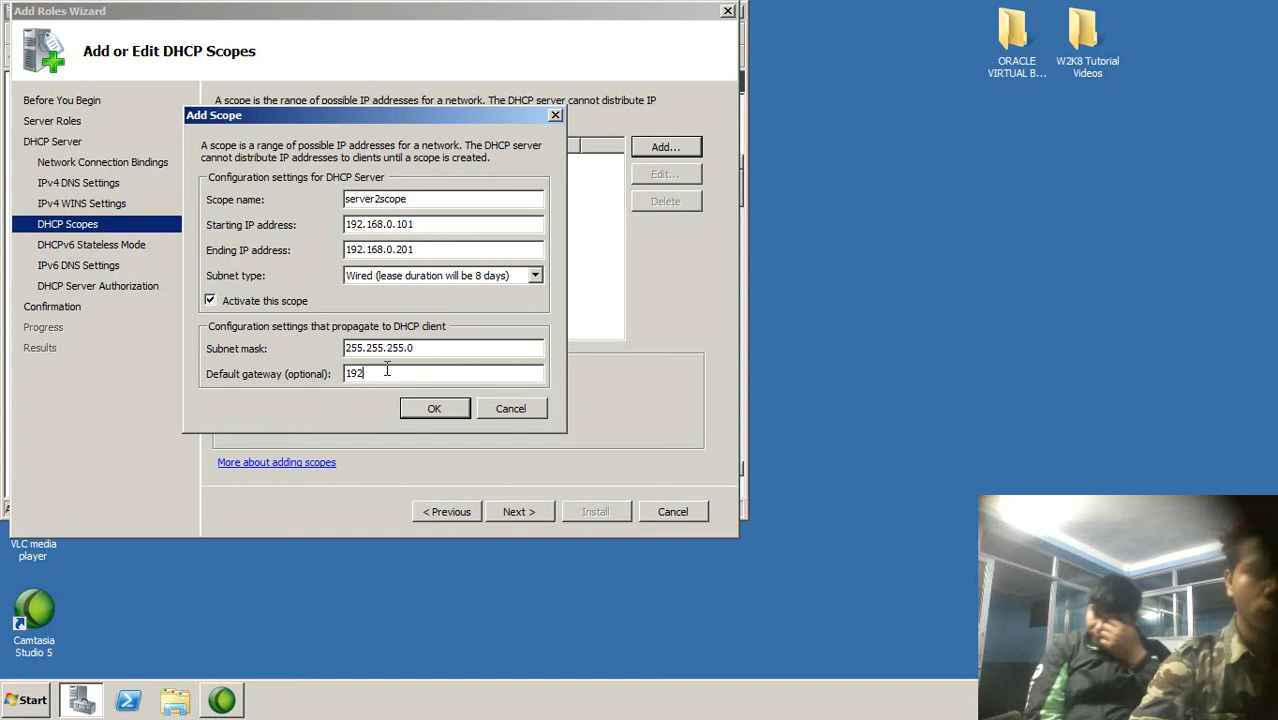 Add Roles Wizard
Add or Edit DHCP Scopes
Before You Begin
Server Roles
DHCP Server
Network Connection Bindings
IPv4 DNS Settings
IPv4 WINS Settings
DHCP Scopes
DHCPv6 Stateless Mode
IPv6 DNS Settings
DHCP Server Authorization
Confirmation
Progress
Results
A scope is the range of possible IP addresses for a network. The DHCP server cannot distribute IP
Add...
Edit...
Delete
Add Scope
A scope is a range of possible IP addresses for a network. The DHCP server
cannot distribute IP addresses to clients until a scope is created.
Configuration settings for DHCP Server
Scope name: server2scope
Starting IP address: 192.168.0.101
Ending IP address: 192.168.0.201
Subnet type: Wired (lease duration will be 8 days)
Activate this scope
Configuration settings that propagate to DHCP client
Subnet mask: 255.255.255.0
Default gateway (optional): 192
OK Cancel
More about adding scopes
< Previous Next > Install Cancel
ORACLE
VIRTUAL B...
W2K8 Tutorial
Videos
VLC media
player
Camtasia
Studio 5
Start